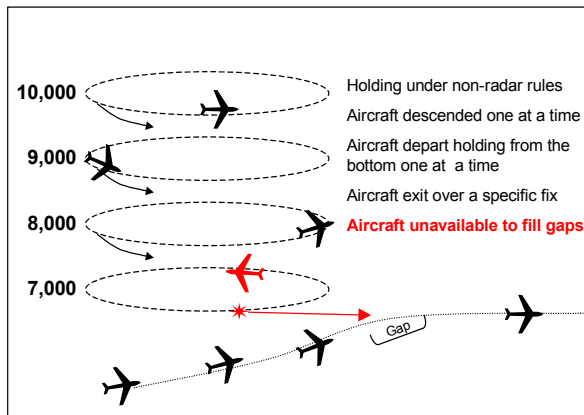 10,000
9,000
8,000
7,000
Holding under non-radar rules
Aircraft descended one at a time
Aircraft depart holding from the
bottom one at a time
Aircraft exit over a specific fix
Aircraft unavailable to fill gaps
Gap